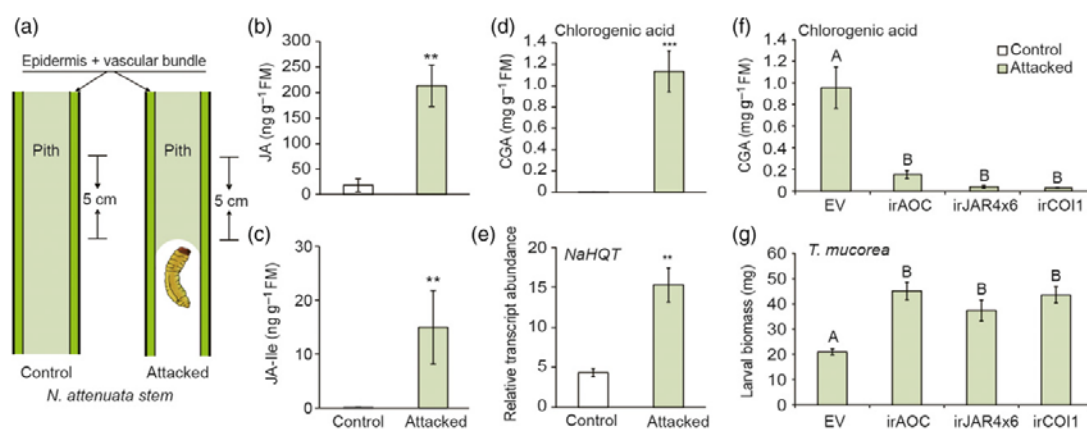 (a)
Epidermis + vascular bundle
Pith
Pith
5 cm
5 cm
Control
Attacked
N. attenuata stem
(b)
JA (ng g⁻¹ FM)
300
250
200
150
100
50
0
**
(c)
JA-Ile (ng g⁻¹ FM)
30
20
10
0
**
Control
Attacked
(d)
Chlorogenic acid
CGA (mg g⁻¹ FM)
1.4
1.2
1.0
0.8
0.6
0.4
0.2
0
***
(e)
NaHQT
Relative transcript abundance
20
15
10
5
0
**
Control
Attacked
(f)
Chlorogenic acid
Control
Attacked
CGA (mg g⁻¹ FM)
1.4
1.2
1.0
0.8
0.6
0.4
0.2
0
A
B
B
B
EV
irAOC
irJAR4x6
irCOI1
(g)
T. mucorea
Larval biomass (mg)
60
50
40
30
20
10
0
A
B
B
B
EV
irAOC
irJAR4x6
irCOI1